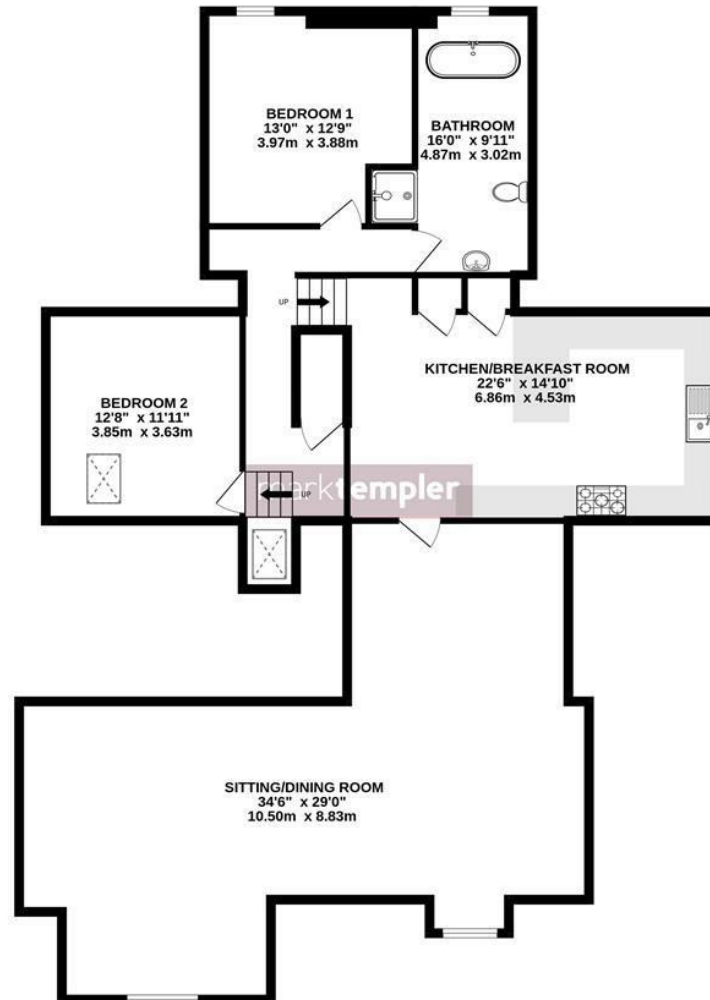 BEDROOM 1
13'0" x 12'9"
3.97m x 3.88m
BATHROOM
16'0" x 9'11"
4.87m x 3.02m
UP
KITCHEN/BREAKFAST ROOM
22'6" x 14'10"
6.86m x 4.53m
BEDROOM 2
12'8" x 11'11"
3.85m x 3.63m
marktempler
UP
SITTING/DINING ROOM
34'6" x 29'0"
10.50m x 8.83m